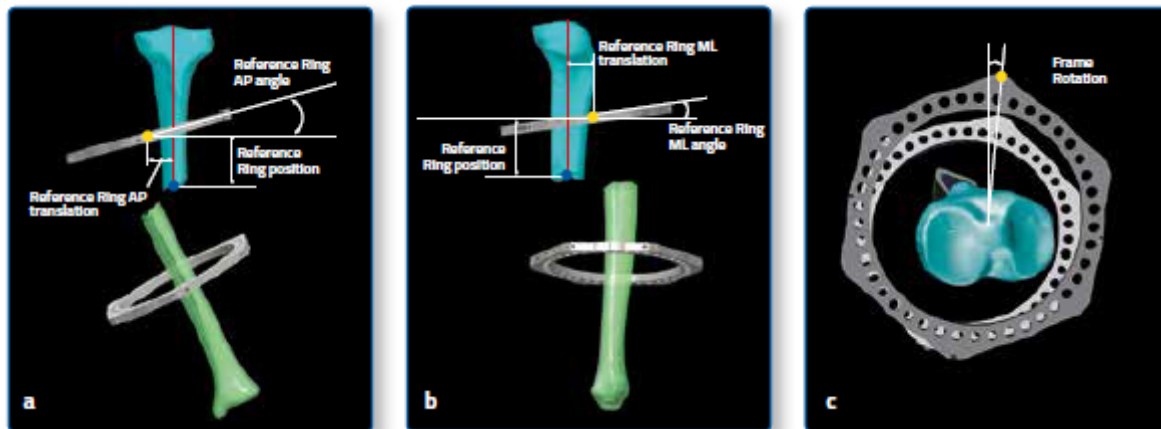 Reference Ring
AP angle
Reference
Ring position
Reference Ring AP
translation
a
Reference Ring ML
translation
Reference
Ring position
Reference Ring
ML angle
b
Frame
Rotation
c